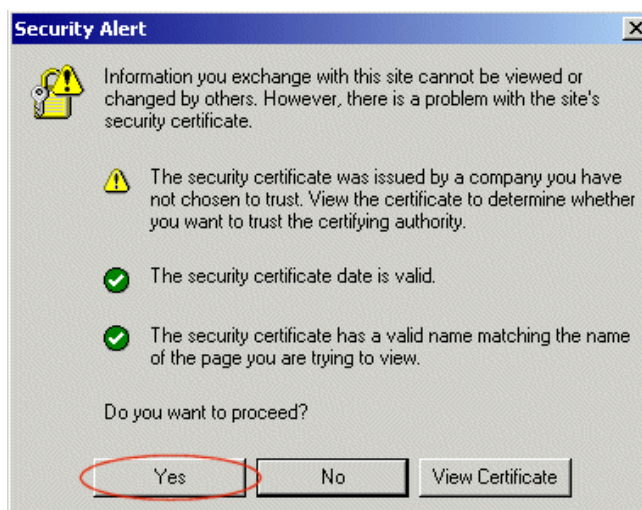 Security Alert
Information you exchange with this site cannot be viewed or
changed by others. However, there is a problem with the site's
security certificate.
The security certificate was issued by a company you have
not chosen to trust. View the certificate to determine whether
you want to trust the certifying authority.
The security certificate date is valid.
The security certificate has a valid name matching the name
of the page you are trying to view.
Do you want to proceed?
Yes No View Certificate